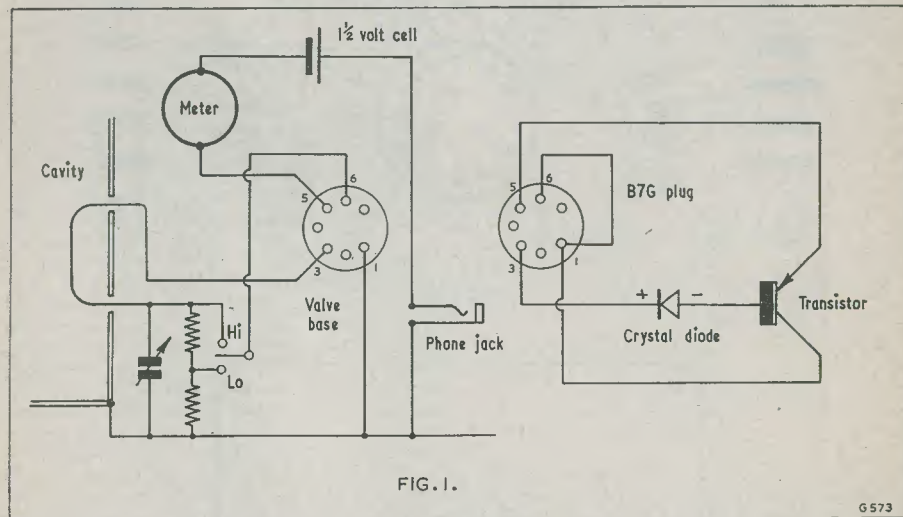 1½ volt cell
Meter
Cavity
5
6
3
1
Valve
base
Hi
Lo
Phone jack
5
6
3
1
B7G plug
+
-
Crystal diode
Transistor
FIG.1.
G573